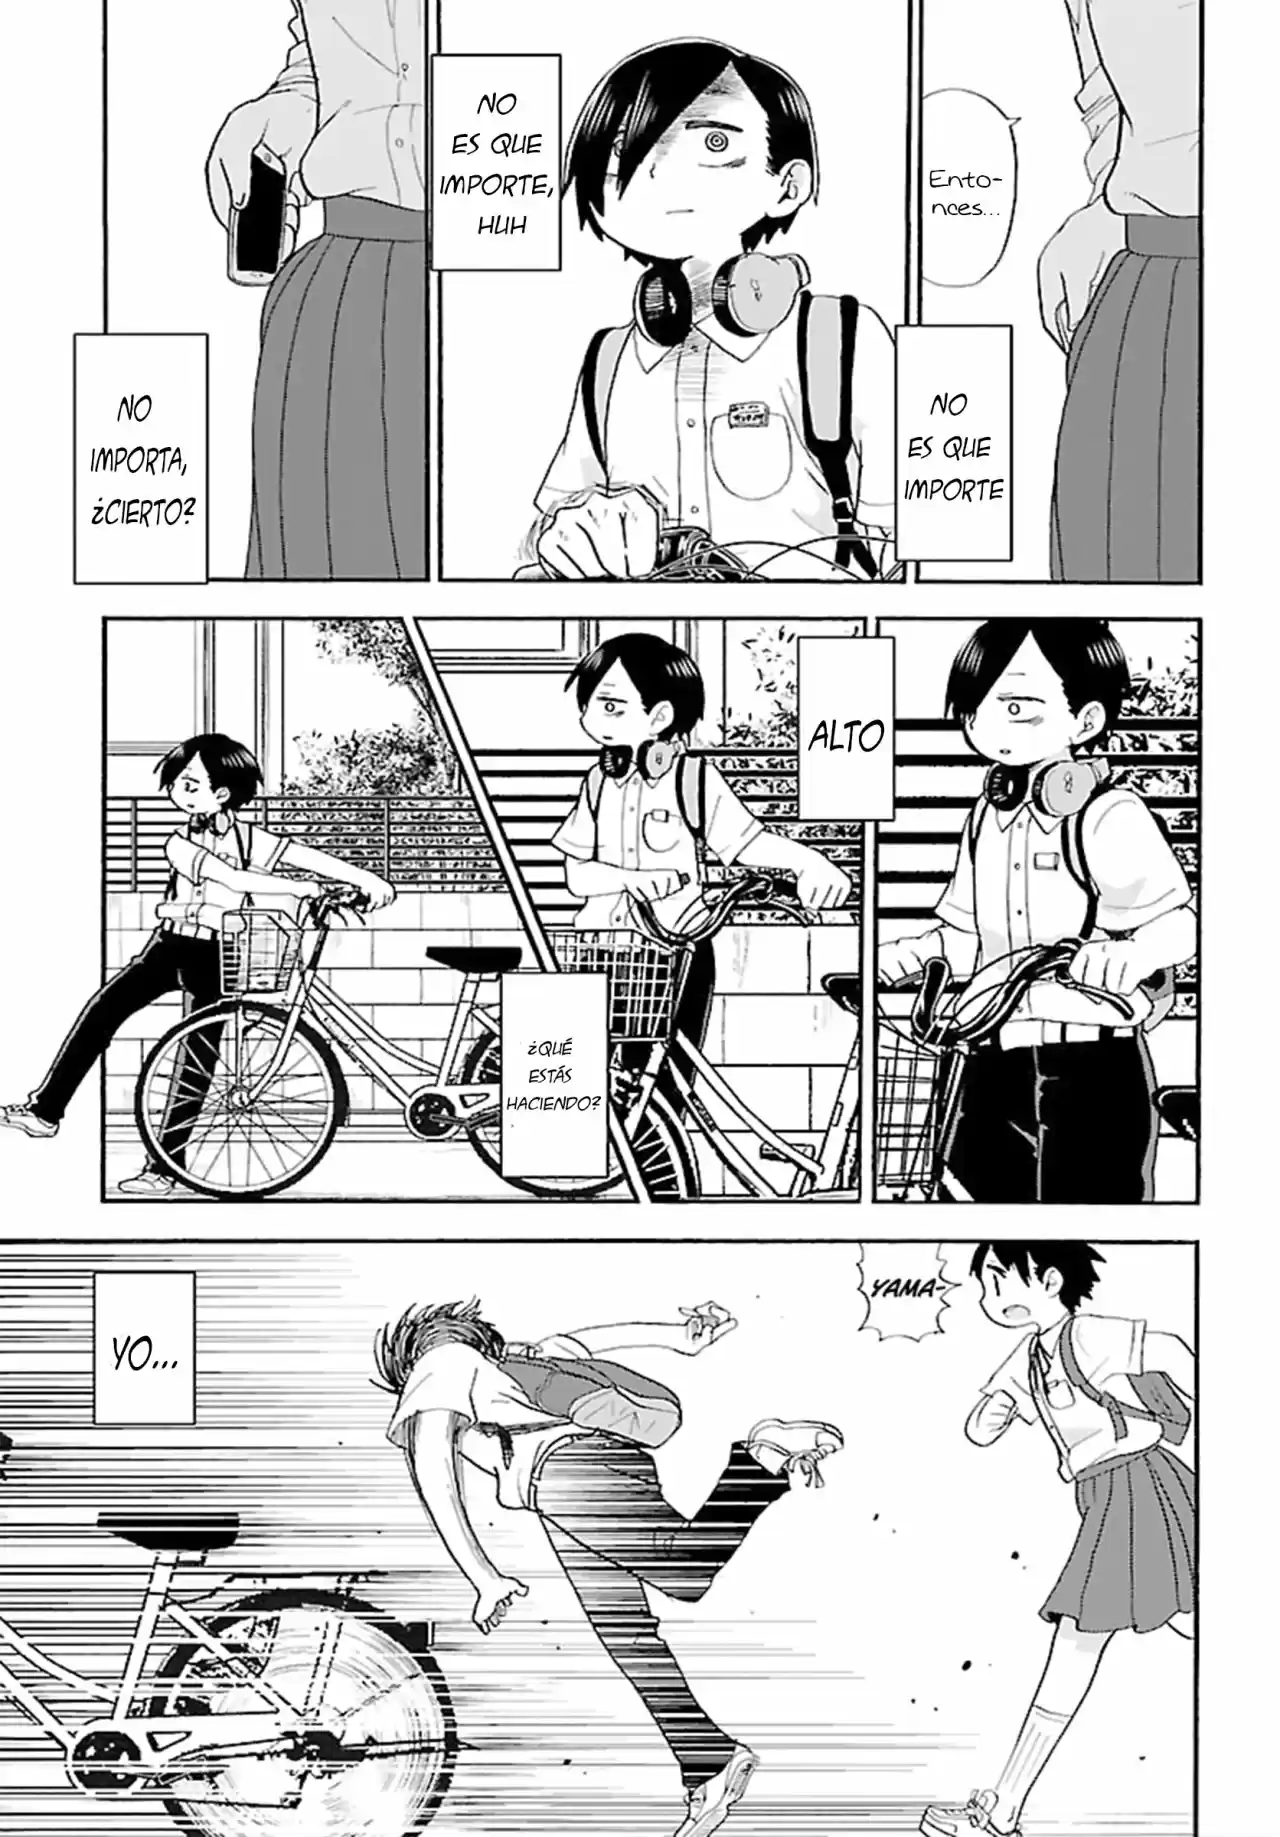 Ento-
nces...
NO
ES QUE
IMPORTE
NO
ES QUE
IMPORTE,
HUH
NO
IMPORTA,
¿CIERTO?
ALTO
¿QUÉ
ESTÁS
HACIENDO?
YAMA-
YO...